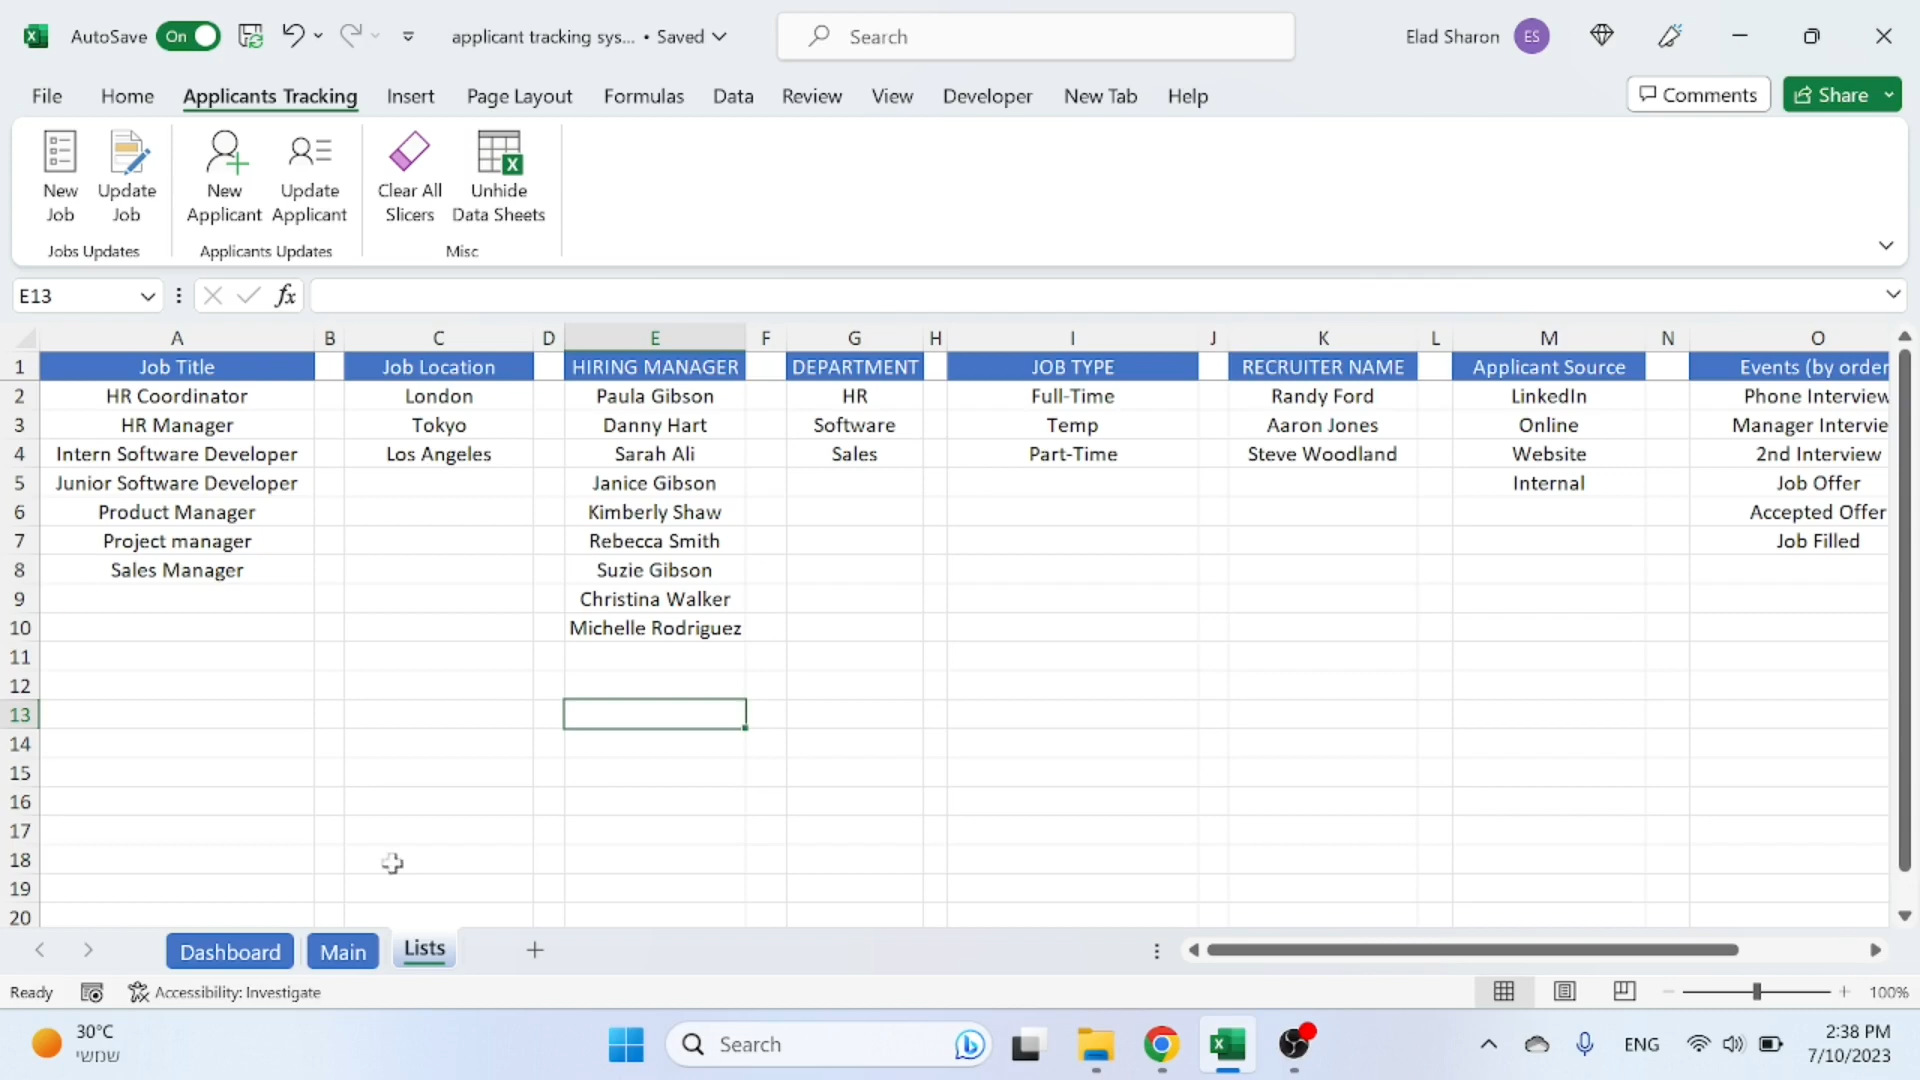 AutoSave On applicant tracking sys... • Saved Search Elad Sharon ES
File Home Applicants Tracking Insert Page Layout Formulas Data Review View Developer New Tab Help Comments Share
New Job Update Job New Applicant Update Applicant Clear All Slicers Unhide Data Sheets
Jobs Updates Applicants Updates Misc
E13 fx
A B C D E F G H I J K L M N O
1 Job Title Job Location HIRING MANAGER DEPARTMENT JOB TYPE RECRUITER NAME Applicant Source Events (by order
2 HR Coordinator London Paula Gibson HR Full-Time Randy Ford LinkedIn Phone Interview
3 HR Manager Tokyo Danny Hart Software Temp Aaron Jones Online Manager Intervie
4 Intern Software Developer Los Angeles Sarah Ali Sales Part-Time Steve Woodland Website 2nd Interview
5 Junior Software Developer Janice Gibson Internal Job Offer
6 Product Manager Kimberly Shaw Accepted Offer
7 Project manager Rebecca Smith Job Filled
8 Sales Manager Suzie Gibson
9 Christina Walker
10 Michelle Rodriguez
11
12
13
14
15
16
17
18
19
20
Dashboard Main Lists
Ready Accessibility: Investigate 100%
30°C Search ENG 2:38 PM
שמשי 7/10/2023